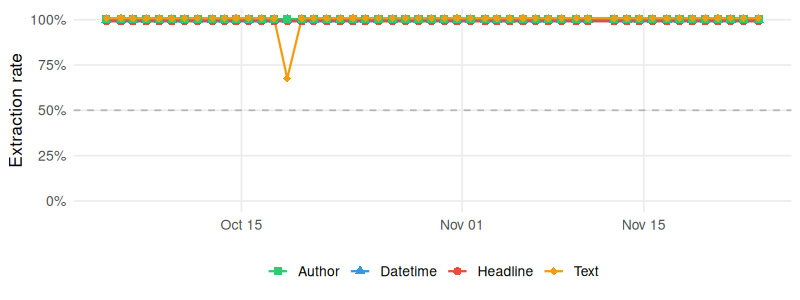 Extraction rate
100%
75%
50%
25%
0%
Oct 15 Nov 01 Nov 15
Author Datetime Headline Text